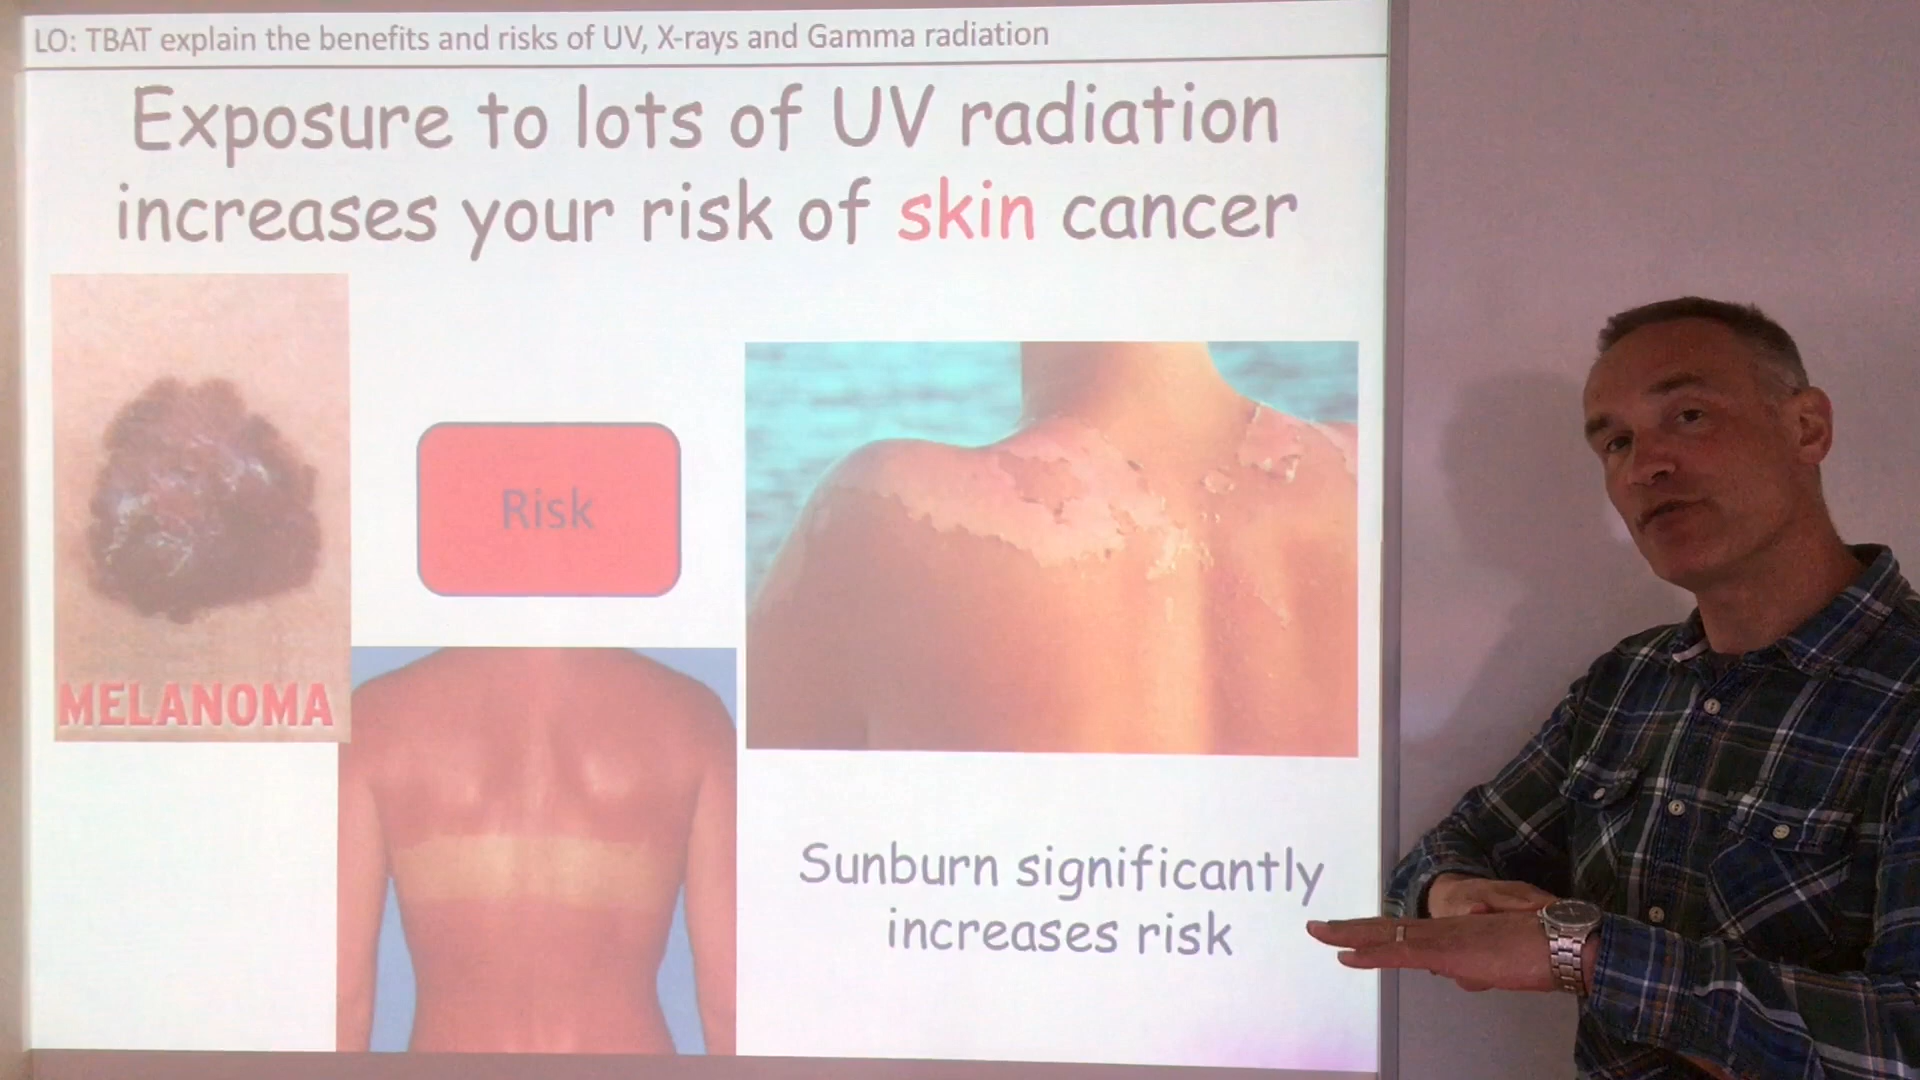 LO: TBAT explain the benefits and risks of UV, X-rays and Gamma radiation
Exposure to lots of UV radiation
increases your risk of skin cancer
Risk
MELANOMA
Sunburn significantly
increases risk